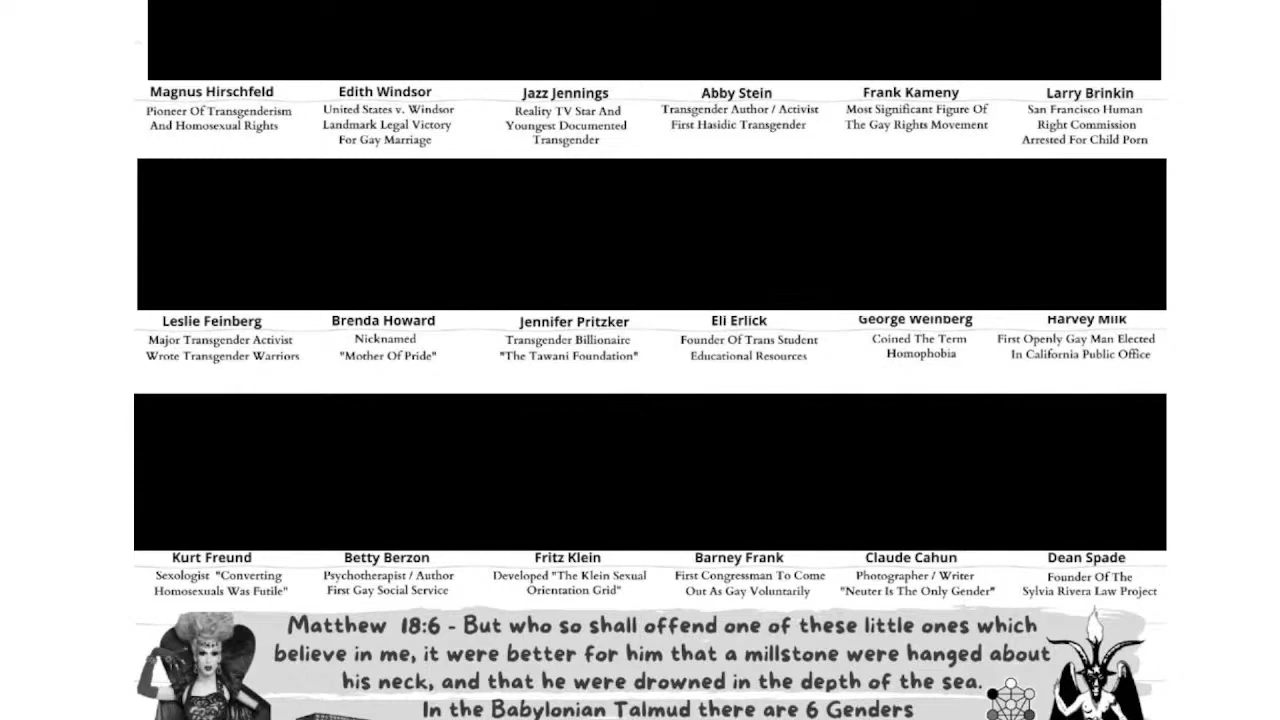 Magnus Hirschfeld
Pioneer Of Transgenderism
And Homosexual Rights
Edith Windsor
United States v. Windsor
Landmark Legal Victory
For Gay Marriage
Jazz Jennings
Reality TV Star And
Youngest Documented
Transgender
Abby Stein
Transgender Author / Activist
First Hasidic Transgender
Frank Kameny
Most Significant Figure Of
The Gay Rights Movement
Larry Brinkin
San Francisco Human
Right Commission
Arrested For Child Porn
Leslie Feinberg
Major Transgender Activist
Wrote Transgender Warriors
Brenda Howard
Nicknamed
"Mother Of Pride"
Jennifer Pritzker
Transgender Billionaire
"The Tawani Foundation"
Eli Erlick
Founder Of Trans Student
Educational Resources
George Weinberg
Coined The Term
Homophobia
Harvey Milk
First Openly Gay Man Elected
In California Public Office
Kurt Freund
Sexologist "Converting
Homosexuals Was Futile"
Betty Berzon
Psychotherapist / Author
First Gay Social Service
Fritz Klein
Developed "The Klein Sexual
Orientation Grid"
Barney Frank
First Congressman To Come
Out As Gay Voluntarily
Claude Cahun
Photographer / Writer
"Neuter Is The Only Gender"
Dean Spade
Founder Of The
Sylvia Rivera Law Project
Matthew 18:6 - But who so shall offend one of these little ones which
believe in me, it were better for him that a millstone were hanged about
his neck, and that he were drowned in the depth of the sea.
In the Babylonian Talmud there are 6 Genders